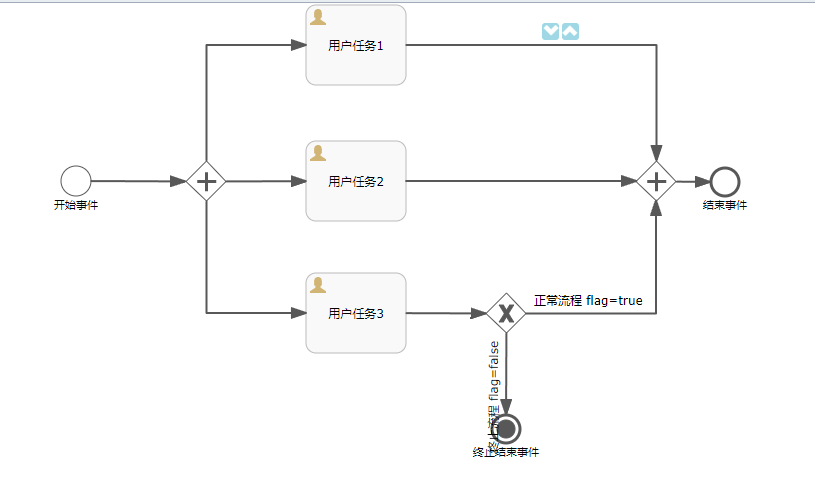 用户任务1
用户任务2
开始事件
结束事件
用户任务3
正常流程 flag=true
终止流程 flag=false
终止结束事件